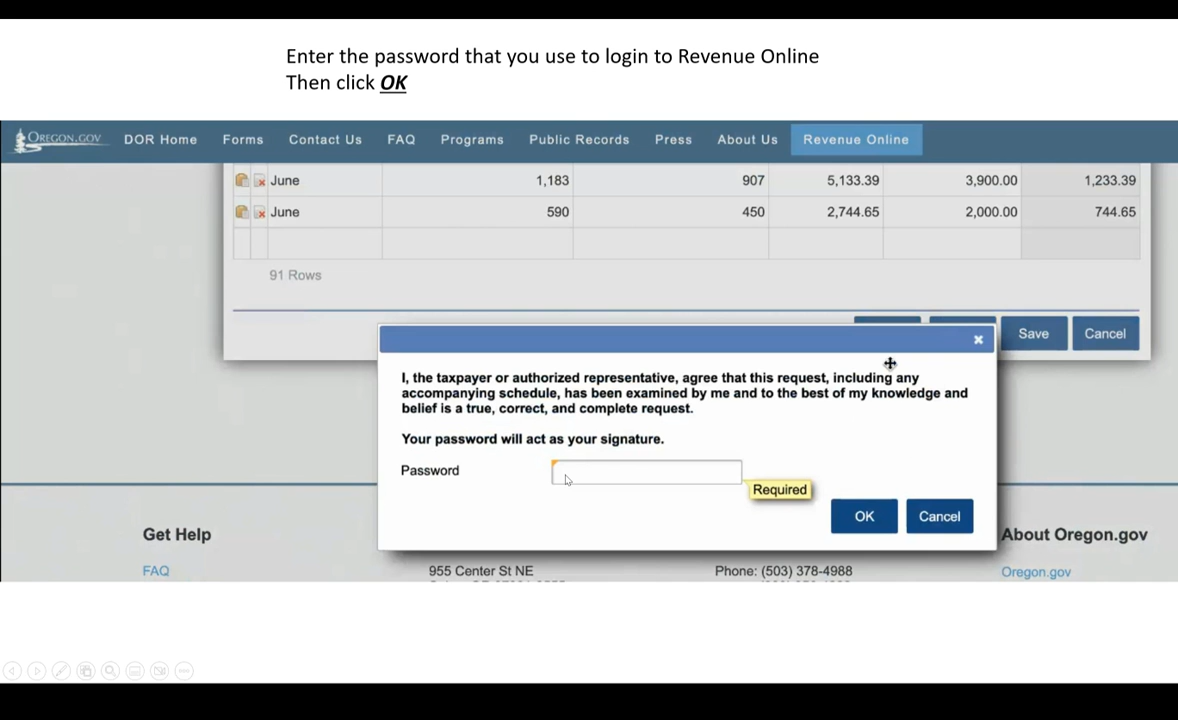 Enter the password that you use to login to Revenue Online
Then click OK
OREGON.GOV DOR Home Forms Contact Us FAQ Programs Public Records Press About Us Revenue Online
June 1,183 907 5,133.39 3,900.00 1,233.39
June 590 450 2,744.65 2,000.00 744.65
91 Rows
Save Cancel
I, the taxpayer or authorized representative, agree that this request, including any
accompanying schedule, has been examined by me and to the best of my knowledge and
belief is a true, correct, and complete request.
Your password will act as your signature.
Password
Required
OK Cancel
Get Help About Oregon.gov
FAQ 955 Center St NE Phone: (503) 378-4988 Oregon.gov